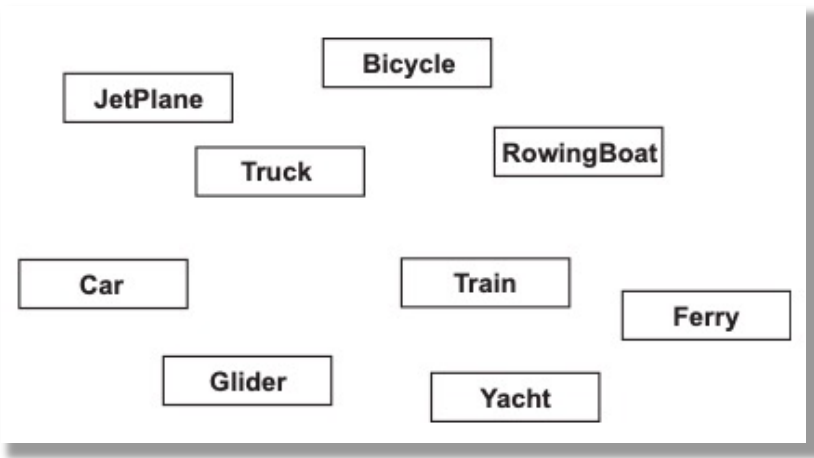 Bicycle
JetPlane
RowingBoat
Truck
Car
Train
Ferry
Glider
Yacht